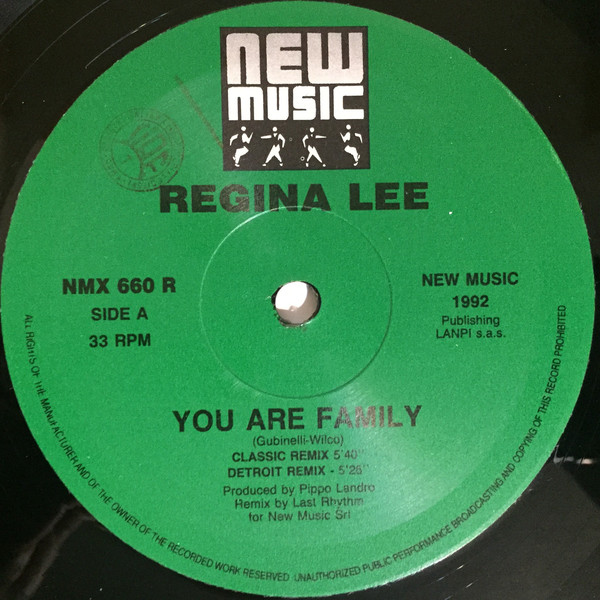 NEW
MUSIC
REGINA LEE
NMX 660 R
SIDE A
33 RPM
NEW MUSIC
1992
Publishing
LANPI s.a.s.
YOU ARE FAMILY
(Gubinelli-Wilco)
CLASSIC REMIX 5'40"
DETROIT REMIX - 5'25"
Produced by Pippo Landro
Remix by Last Rhythm
for New Music Srl
ALL RIGHTS OF THE MANUFACTURER AND OF THE OWNER OF THE RECORDED WORK RESERVED. UNAUTHORIZED PUBLIC PERFORMANCE BROADCASTING AND COPYING OF THIS RECORD PROHIBITED